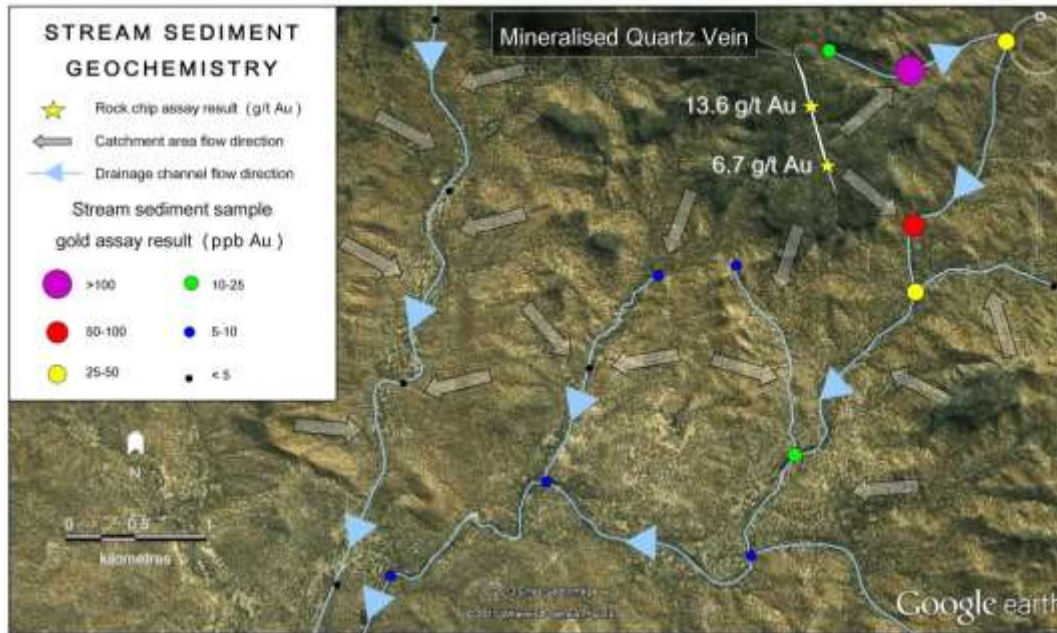 STREAM SEDIMENT
GEOCHEMISTRY
Rock chip assay result ( g/t Au )
Catchment area flow direction
Drainage channel flow direction
Stream sediment sample
gold assay result ( ppb Au )
>100
10-25
50-100
5-10
25-50
< 5
Mineralised Quartz Vein
13.6 g/t Au
6.7 g/t Au
N
0 0.5 1
kilometres
Google earth